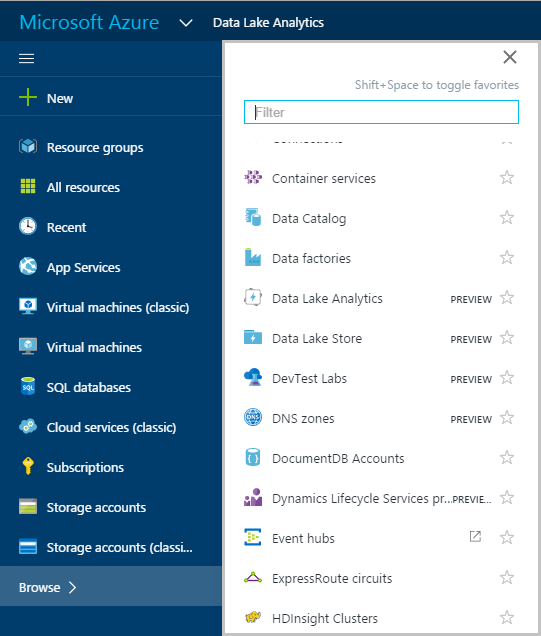 Microsoft Azure
Data Lake Analytics
New
Resource groups
All resources
Recent
App Services
Virtual machines (classic)
Virtual machines
SQL
SQL databases
Cloud services (classic)
Subscriptions
Storage accounts
Storage accounts (classi...
Browse
Shift+Space to toggle favorites
Filter
Connections
Container services
Data Catalog
Data factories
Data Lake Analytics PREVIEW
Data Lake Store PREVIEW
DevTest Labs PREVIEW
DNS
DNS zones PREVIEW
DocumentDB Accounts
Dynamics Lifecycle Services pr...PREVIE...
Event hubs
ExpressRoute circuits
HDInsight Clusters